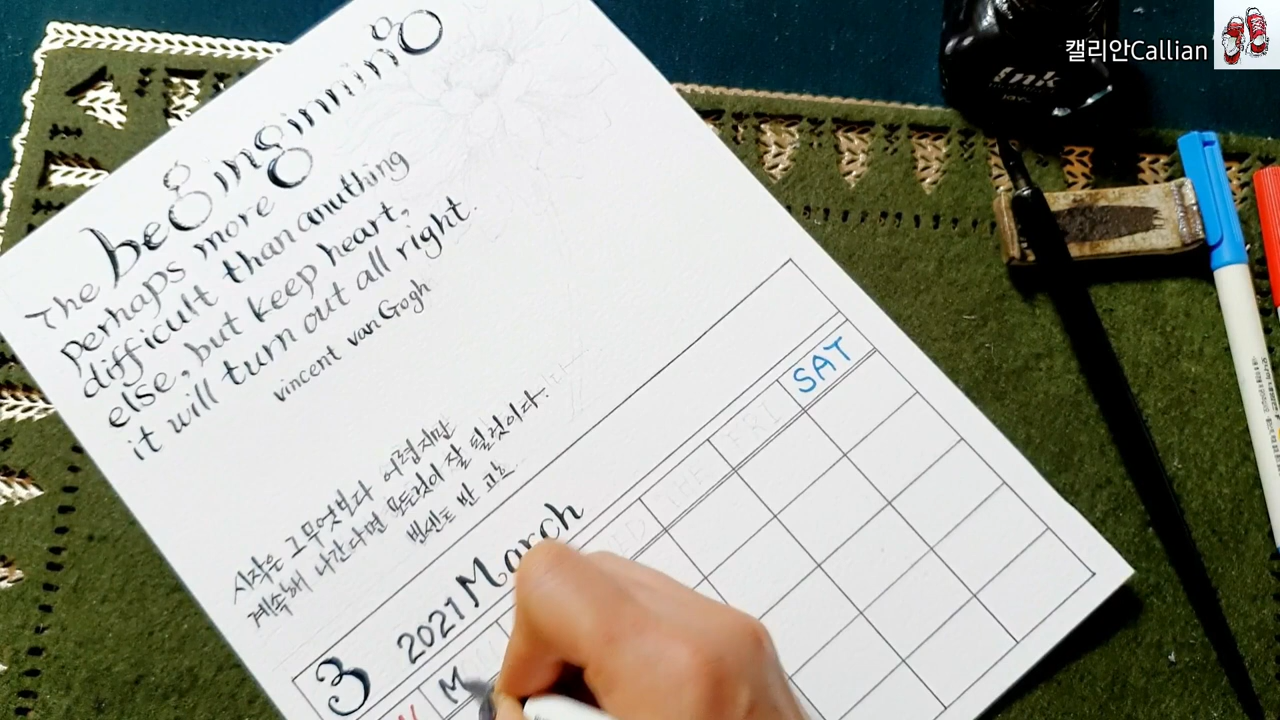 캘리안Callian
Ink
The beginginning
perhaps more
difficult than anuthing
else, but keep heart,
it will turn out all right.
vincent van Gogh
시작은 그무엇보다 어렵지만
계속해 나간다면 모든것이 잘 될것이다.
빈센트 반 고흐
3 2021 March
M
FRI SAT